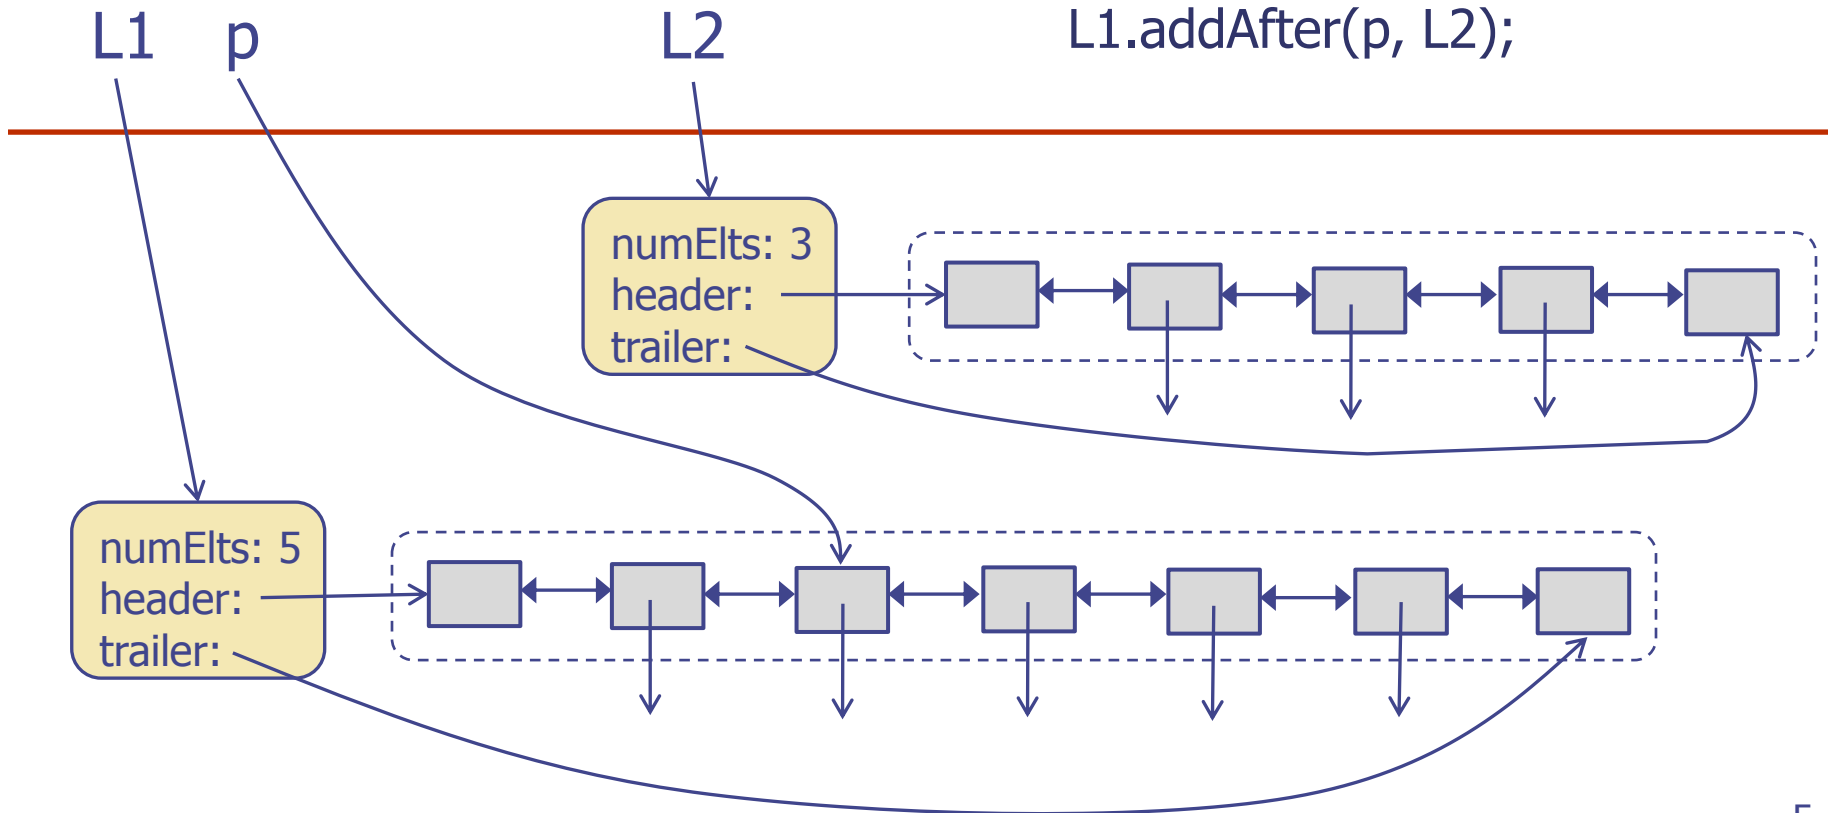 L1 p L2 L1.addAfter(p, L2);
numElts: 3
header:
trailer:
numElts: 5
header:
trailer: